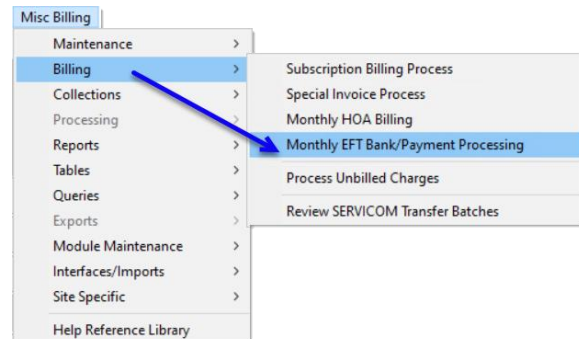 Misc Billing
Maintenance
Billing
Collections
Processing
Reports
Tables
Queries
Exports
Module Maintenance
Interfaces/Imports
Site Specific
Help Reference Library
Subscription Billing Process
Special Invoice Process
Monthly HOA Billing
Monthly EFT Bank/Payment Processing
Process Unbilled Charges
Review SERVICOM Transfer Batches